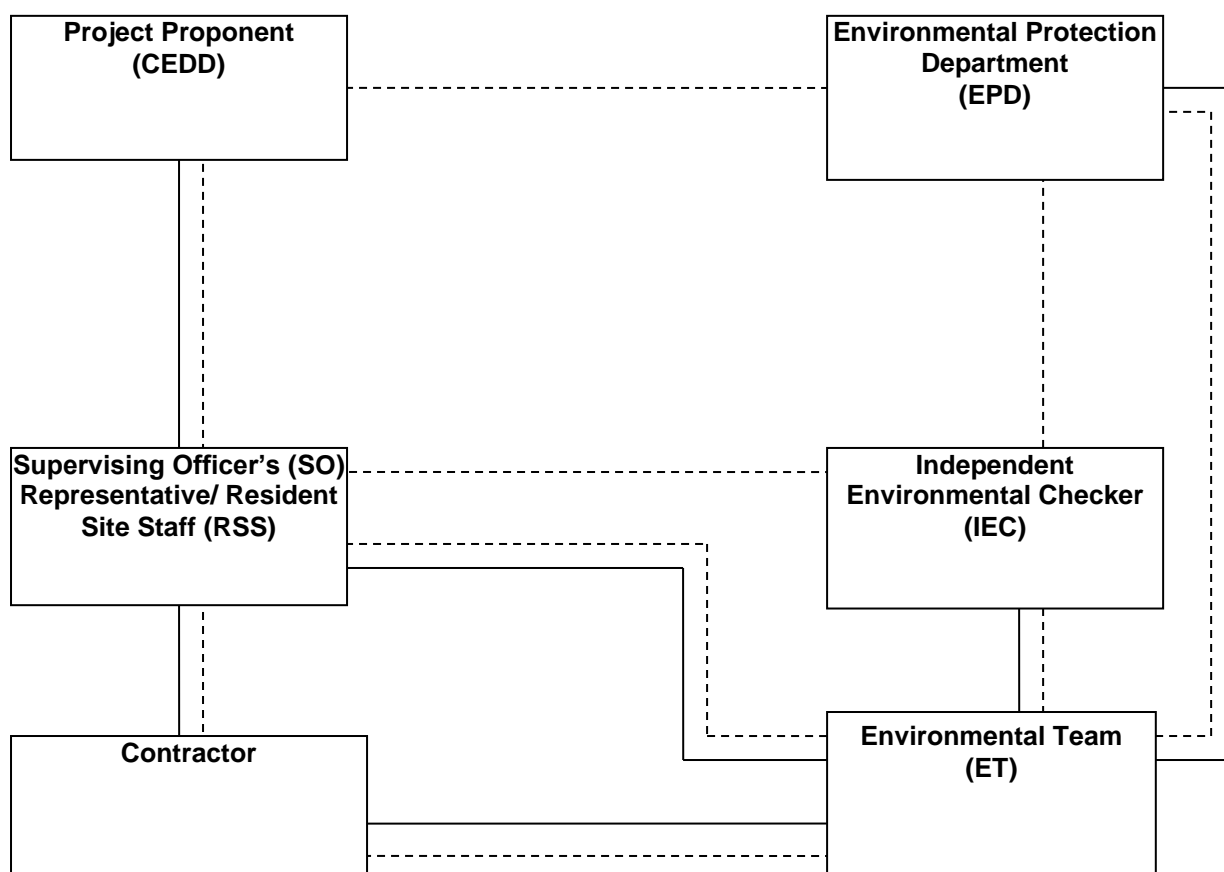 Project Proponent
(CEDD)
Environmental Protection
Department
(EPD)
Supervising Officer's (SO)
Representative/ Resident
Site Staff (RSS)
Independent
Environmental Checker
(IEC)
Contractor
Environmental Team
(ET)